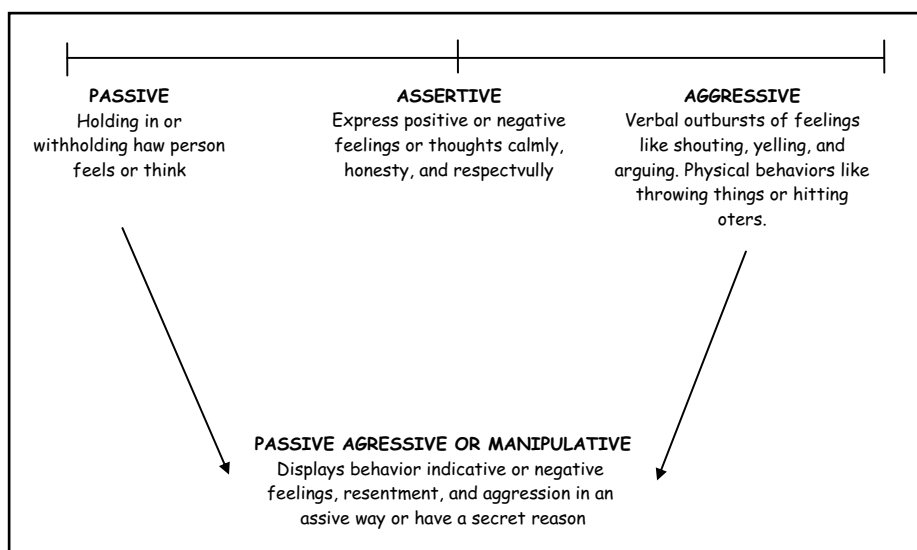 PASSIVE
Holding in or
withholding haw person
feels or think
ASSERTIVE
Express positive or negative
feelings or thoughts calmly,
honesty, and respectvully
AGGRESSIVE
Verbal outbursts of feelings
like shouting, yelling, and
arguing. Physical behaviors like
throwing things or hitting
oters.
PASSIVE AGRESSIVE OR MANIPULATIVE
Displays behavior indicative or negative
feelings, resentment, and aggression in an
assive way or have a secret reason